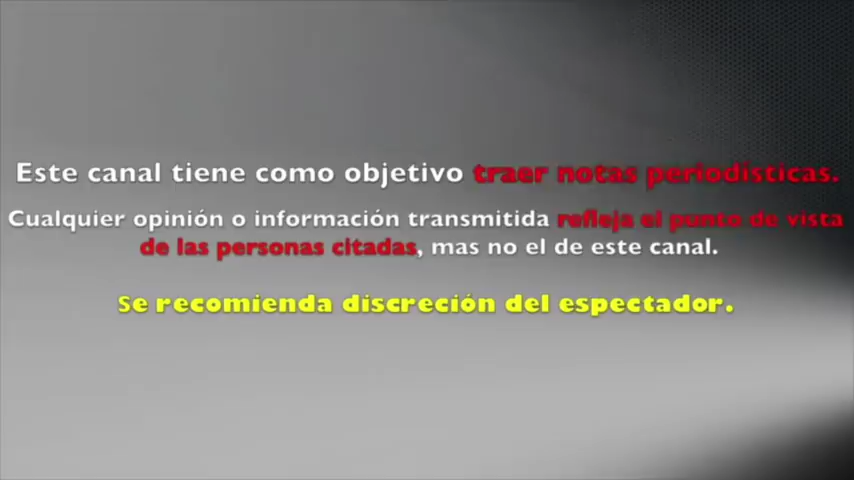 Este canal tiene como objetivo traer notas periodísticas.
Cualquier opinión o información transmitida refleja el punto de vista
de las personas citadas, mas no el de este canal.
Se recomienda discreción del espectador.